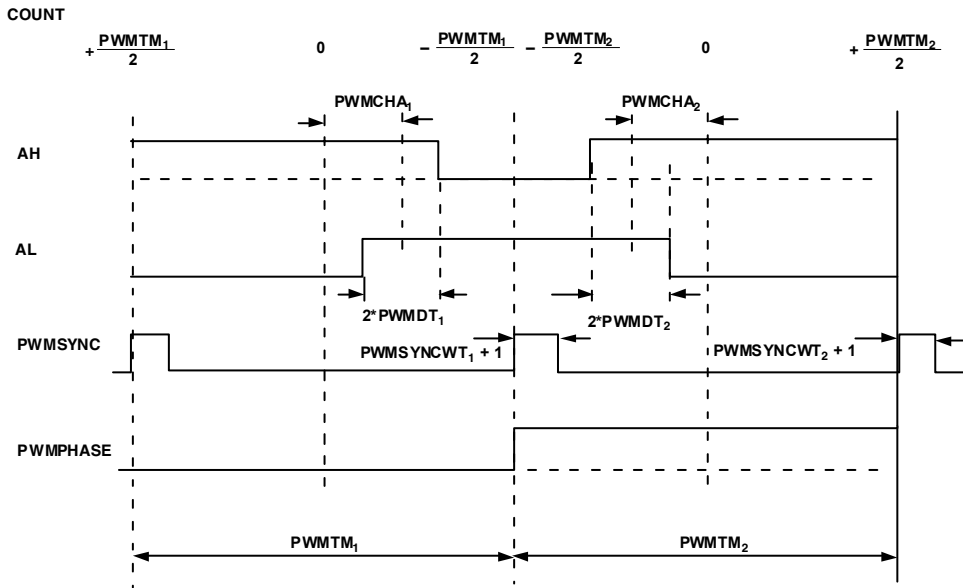 COUNT
+ PWMTM1/2 0 − PWMTM1/2 − PWMTM2/2 0 + PWMTM2/2
PWMCHA1 PWMCHA2
AH
AL
2*PWMDT1 2*PWMDT2
PWMSYNC PWMSYNCWT1 + 1 PWMSYNCWT2 + 1
PWMPHASE
PWMTM1 PWMTM2